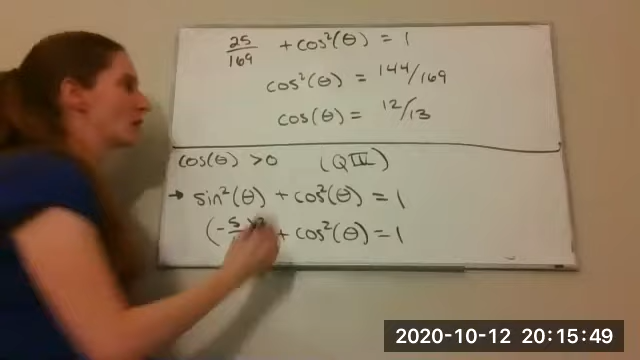 25/169 + cos²(θ) = 1
cos²(θ) = 144/169
cos(θ) = 12/13
cos(θ) > 0 (QIV)
→ sin²(θ) + cos²(θ) = 1
(-5 + cos²(θ) = 1
2020-10-12 20:15:49